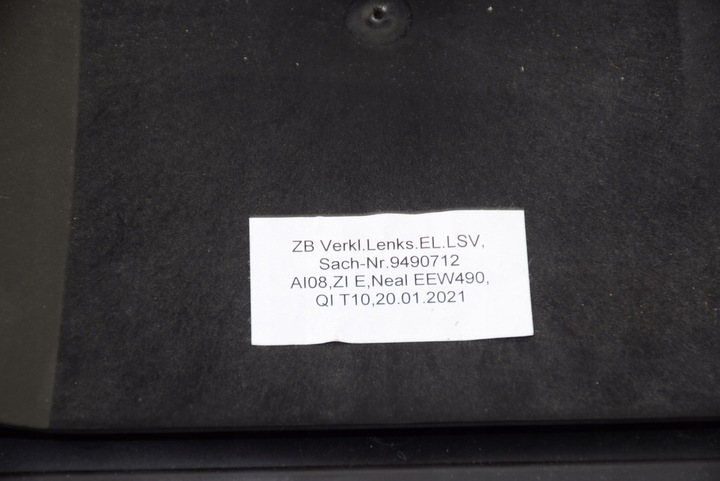 ZB Verkl.Lenks.EL.LSV,
Sach-Nr.9490712
AI08,ZI E,Neal EEW490,
QI T10,20.01.2021